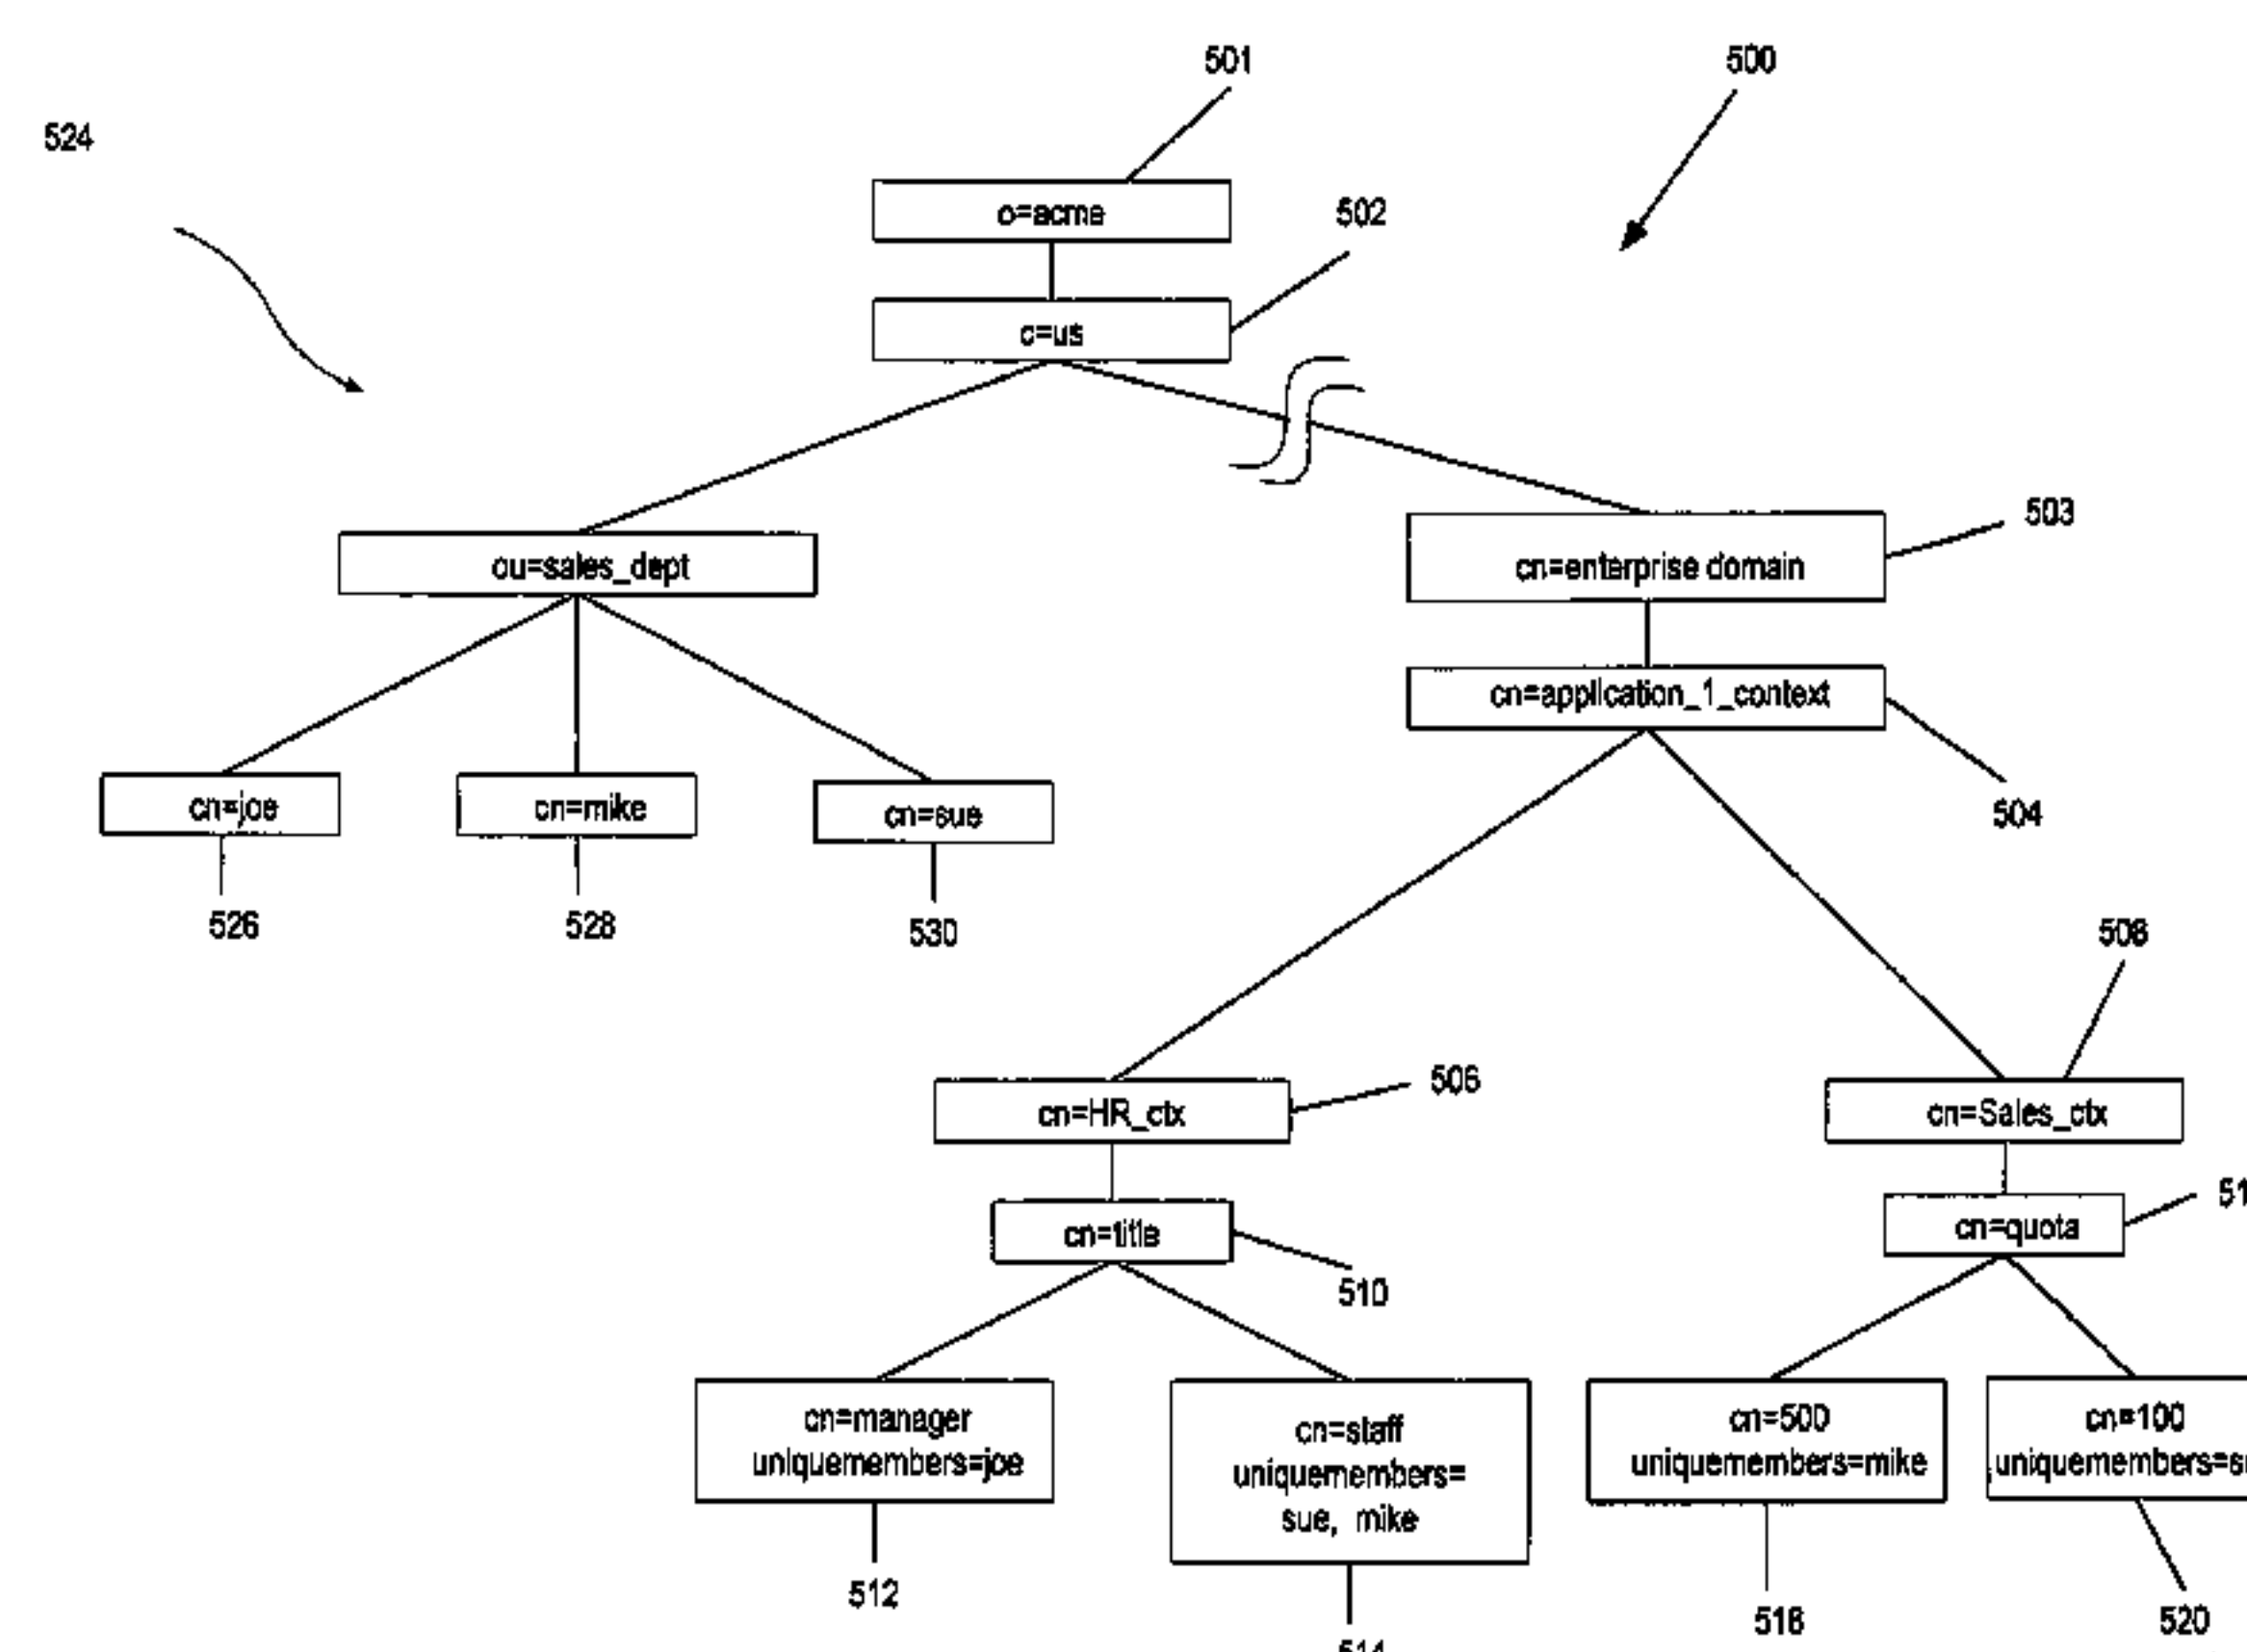 501
500
524
o=acme
502
c=us
503
ou=sales_dept
cn=enterprise domain
cn=application_1_context
504
cn=joe
cn=mike
cn=sue
526
528
530
508
506
cn=HR_ctx
cn=Sales_ctx
cn=title
cn=quota
510
cn=manager
uniquemembers=joe
cn=staff
uniquemembers=
sue, mike
cn=500
uniquemembers=mike
cn=100
512
514
518
520